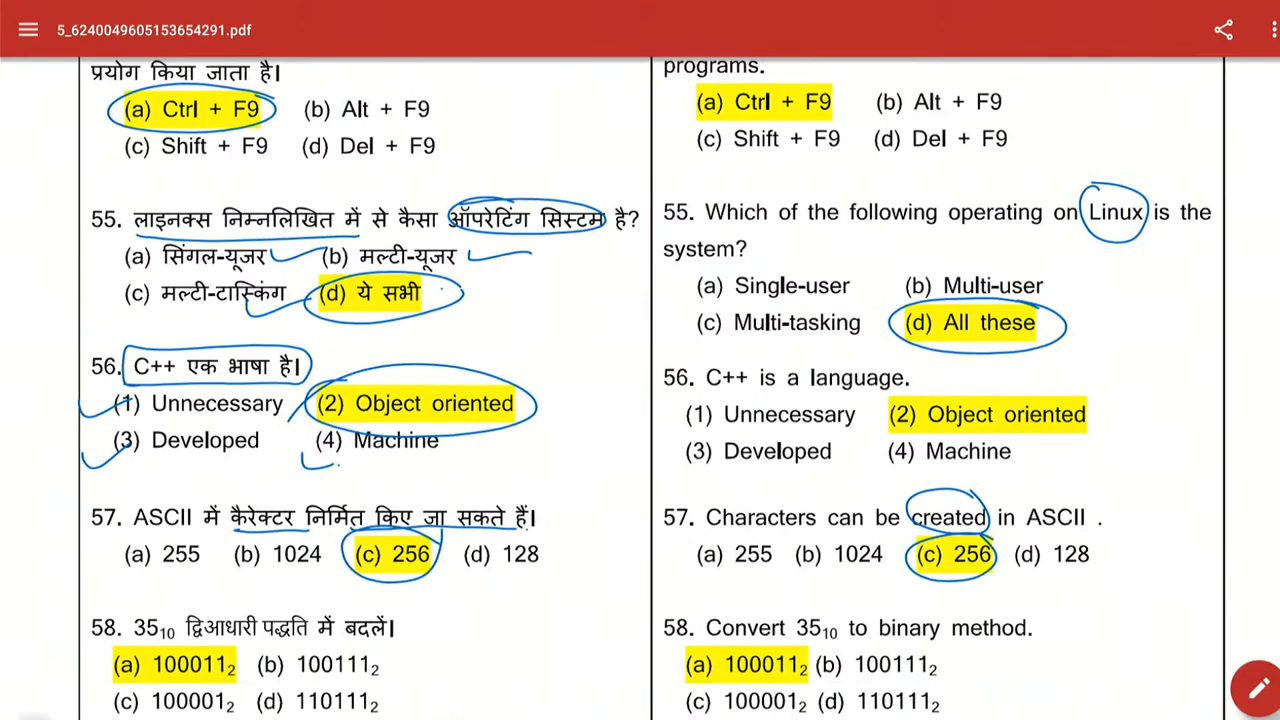 5_6240049605153654291.pdf
प्रयोग किया जाता है।
(a) Ctrl + F9 (b) Alt + F9
(c) Shift + F9 (d) Del + F9
55. लाइनक्स निम्नलिखित में से कैसा ऑपरेटिंग सिस्टम है?
(a) सिंगल-यूजर (b) मल्टी-यूजर
(c) मल्टी-टास्किंग (d) ये सभी
56. C++ एक भाषा है।
(1) Unnecessary (2) Object oriented
(3) Developed (4) Machine
57. ASCII में कैरेक्टर निर्मित किए जा सकते हैं।
(a) 255 (b) 1024 (c) 256 (d) 128
58. 35₁₀ द्विआधारी पद्धति में बदलें।
(a) 100011₂ (b) 100111₂
(c) 100001₂ (d) 110111₂
programs.
(a) Ctrl + F9 (b) Alt + F9
(c) Shift + F9 (d) Del + F9
55. Which of the following operating on Linux is the
system?
(a) Single-user (b) Multi-user
(c) Multi-tasking (d) All these
56. C++ is a language.
(1) Unnecessary (2) Object oriented
(3) Developed (4) Machine
57. Characters can be created in ASCII .
(a) 255 (b) 1024 (c) 256 (d) 128
58. Convert 35₁₀ to binary method.
(a) 100011₂ (b) 100111₂
(c) 100001₂ (d) 110111₂